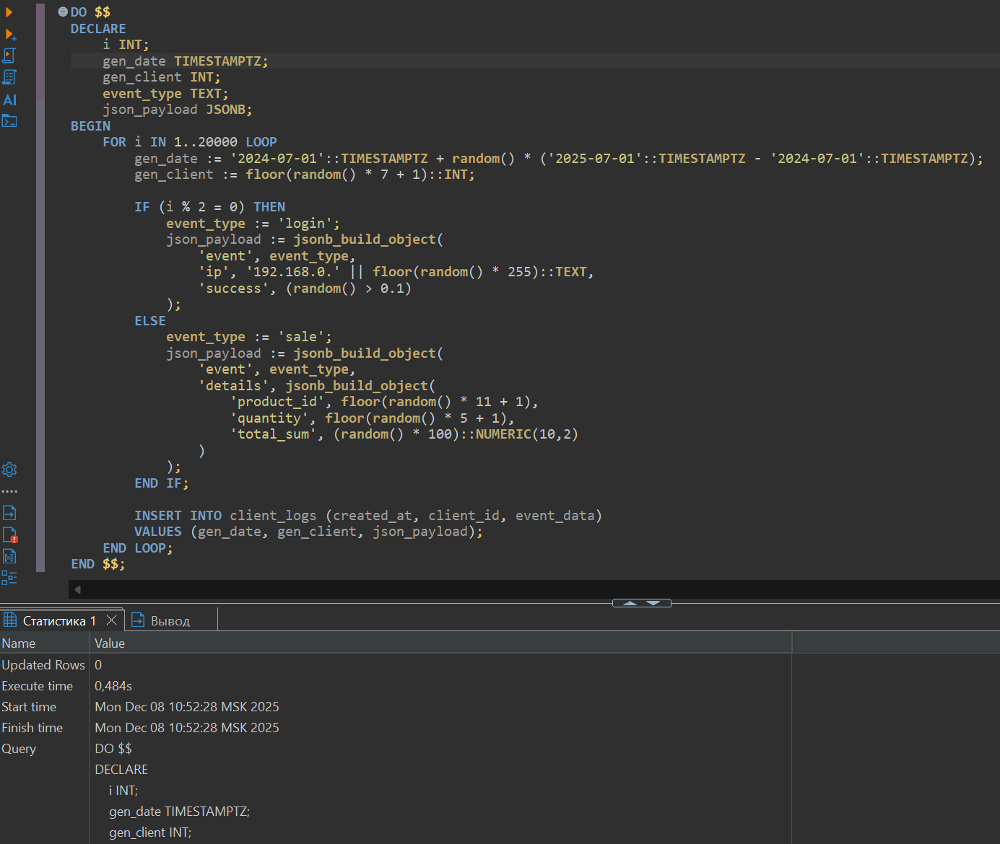 DO $$
DECLARE
    i INT;
    gen_date TIMESTAMPTZ;
    gen_client INT;
    event_type TEXT;
    json_payload JSONB;
BEGIN
    FOR i IN 1..20000 LOOP
        gen_date := '2024-07-01'::TIMESTAMPTZ + random() * ('2025-07-01'::TIMESTAMPTZ - '2024-07-01'::TIMESTAMPTZ);
        gen_client := floor(random() * 7 + 1)::INT;
        IF (i % 2 = 0) THEN
            event_type := 'login';
            json_payload := jsonb_build_object(
                'event', event_type,
                'ip', '192.168.0.' || floor(random() * 255)::TEXT,
                'success', (random() > 0.1)
            );
        ELSE
            event_type := 'sale';
            json_payload := jsonb_build_object(
                'event', event_type,
                'details', jsonb_build_object(
                    'product_id', floor(random() * 11 + 1),
                    'quantity', floor(random() * 5 + 1),
                    'total_sum', (random() * 100)::NUMERIC(10,2)
                )
            );
        END IF;
        INSERT INTO client_logs (created_at, client_id, event_data)
        VALUES (gen_date, gen_client, json_payload);
    END LOOP;
END $$;
AI
Статистика 1 Вывод
Name Value
Updated Rows 0
Execute time 0,484s
Start time Mon Dec 08 10:52:28 MSK 2025
Finish time Mon Dec 08 10:52:28 MSK 2025
Query DO $$
DECLARE
    i INT;
    gen_date TIMESTAMPTZ;
    gen_client INT;